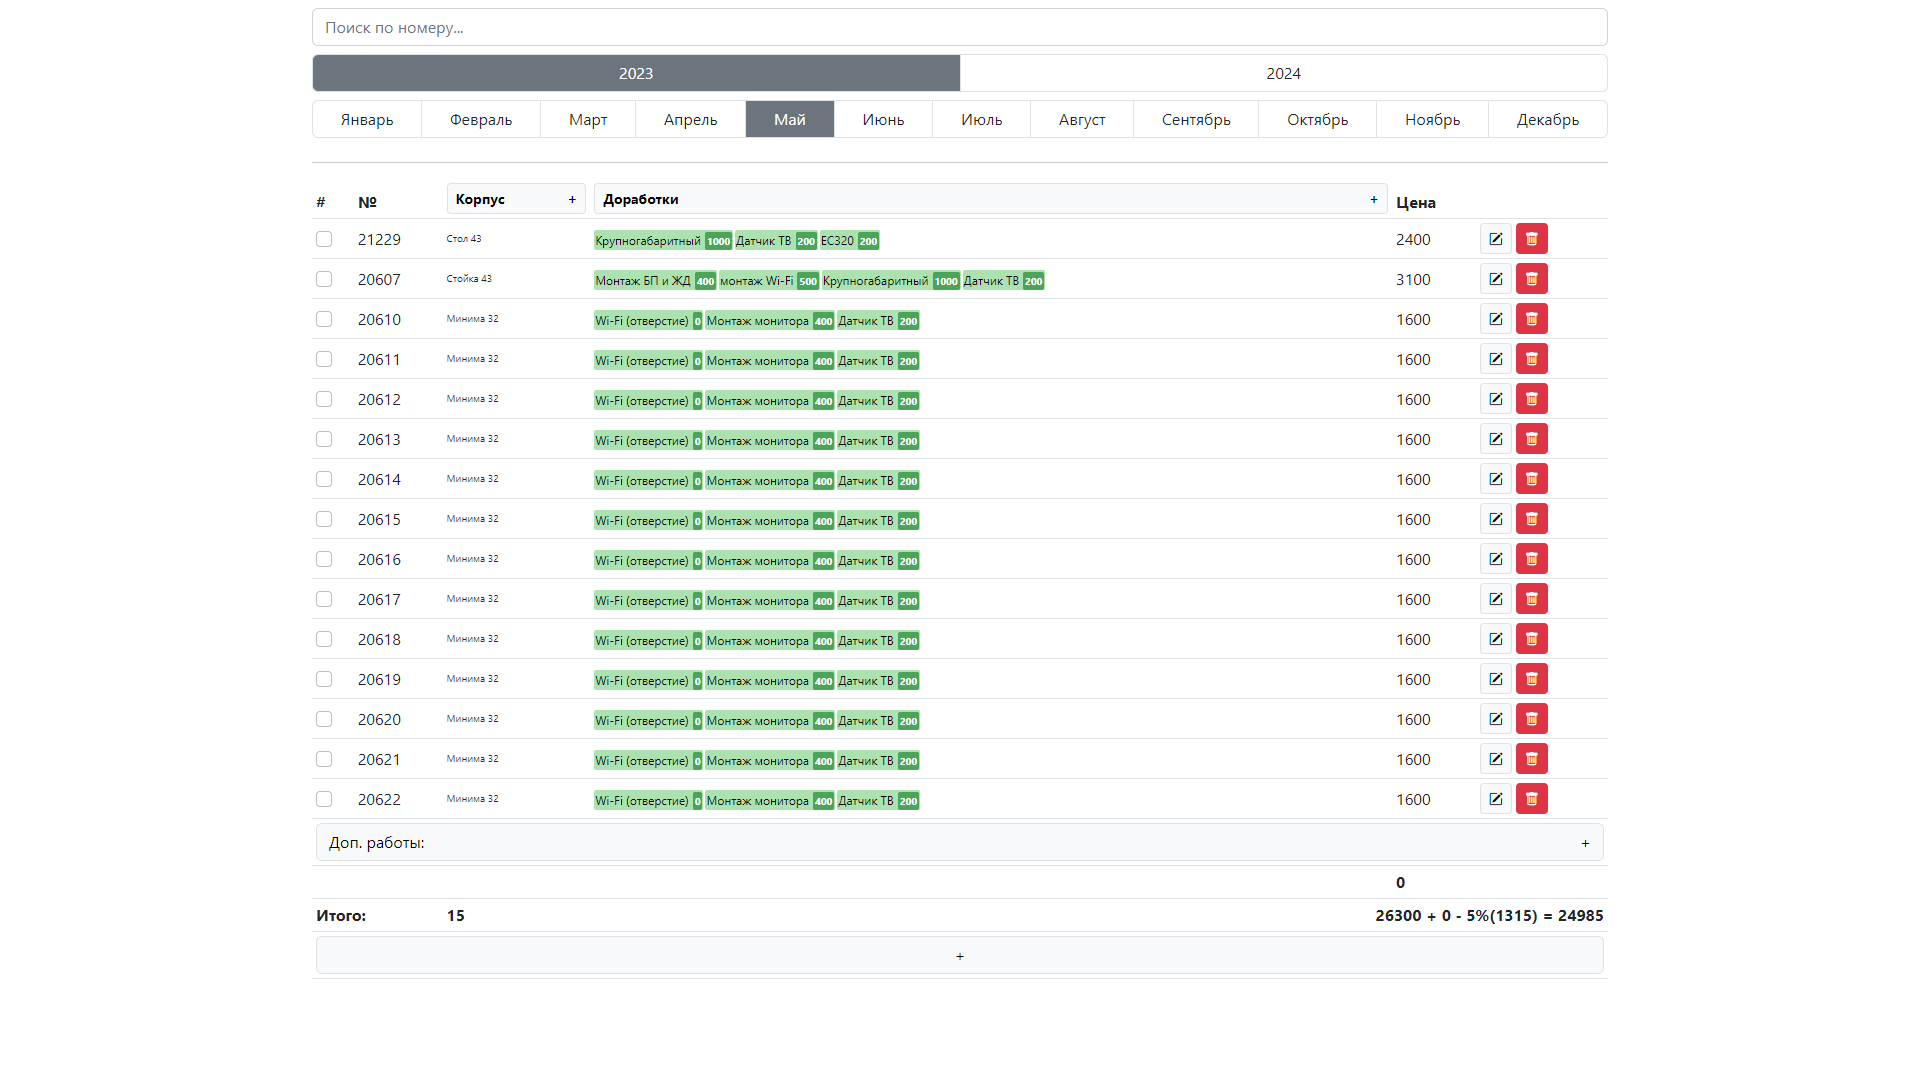 Поиск по номеру...
2023 2024
Январь Февраль Март Апрель Май Июнь Июль Август Сентябрь Октябрь Ноябрь Декабрь
# № Корпус + Доработки + Цена
21229 Стол 43 Крупногабаритный 1000 Датчик ТВ 200 EC320 200 2400
20607 Стойка 43 Монтаж БП и ЖД 400 монтаж Wi-Fi 500 Крупногабаритный 1000 Датчик ТВ 200 3100
20610 Минима 32 Wi-Fi (отверстие) 0 Монтаж монитора 400 Датчик ТВ 200 1600
20611 Минима 32 Wi-Fi (отверстие) 0 Монтаж монитора 400 Датчик ТВ 200 1600
20612 Минима 32 Wi-Fi (отверстие) 0 Монтаж монитора 400 Датчик ТВ 200 1600
20613 Минима 32 Wi-Fi (отверстие) 0 Монтаж монитора 400 Датчик ТВ 200 1600
20614 Минима 32 Wi-Fi (отверстие) 0 Монтаж монитора 400 Датчик ТВ 200 1600
20615 Минима 32 Wi-Fi (отверстие) 0 Монтаж монитора 400 Датчик ТВ 200 1600
20616 Минима 32 Wi-Fi (отверстие) 0 Монтаж монитора 400 Датчик ТВ 200 1600
20617 Минима 32 Wi-Fi (отверстие) 0 Монтаж монитора 400 Датчик ТВ 200 1600
20618 Минима 32 Wi-Fi (отверстие) 0 Монтаж монитора 400 Датчик ТВ 200 1600
20619 Минима 32 Wi-Fi (отверстие) 0 Монтаж монитора 400 Датчик ТВ 200 1600
20620 Минима 32 Wi-Fi (отверстие) 0 Монтаж монитора 400 Датчик ТВ 200 1600
20621 Минима 32 Wi-Fi (отверстие) 0 Монтаж монитора 400 Датчик ТВ 200 1600
20622 Минима 32 Wi-Fi (отверстие) 0 Монтаж монитора 400 Датчик ТВ 200 1600
Доп. работы: +
0
Итого: 15 26300 + 0 - 5%(1315) = 24985
+